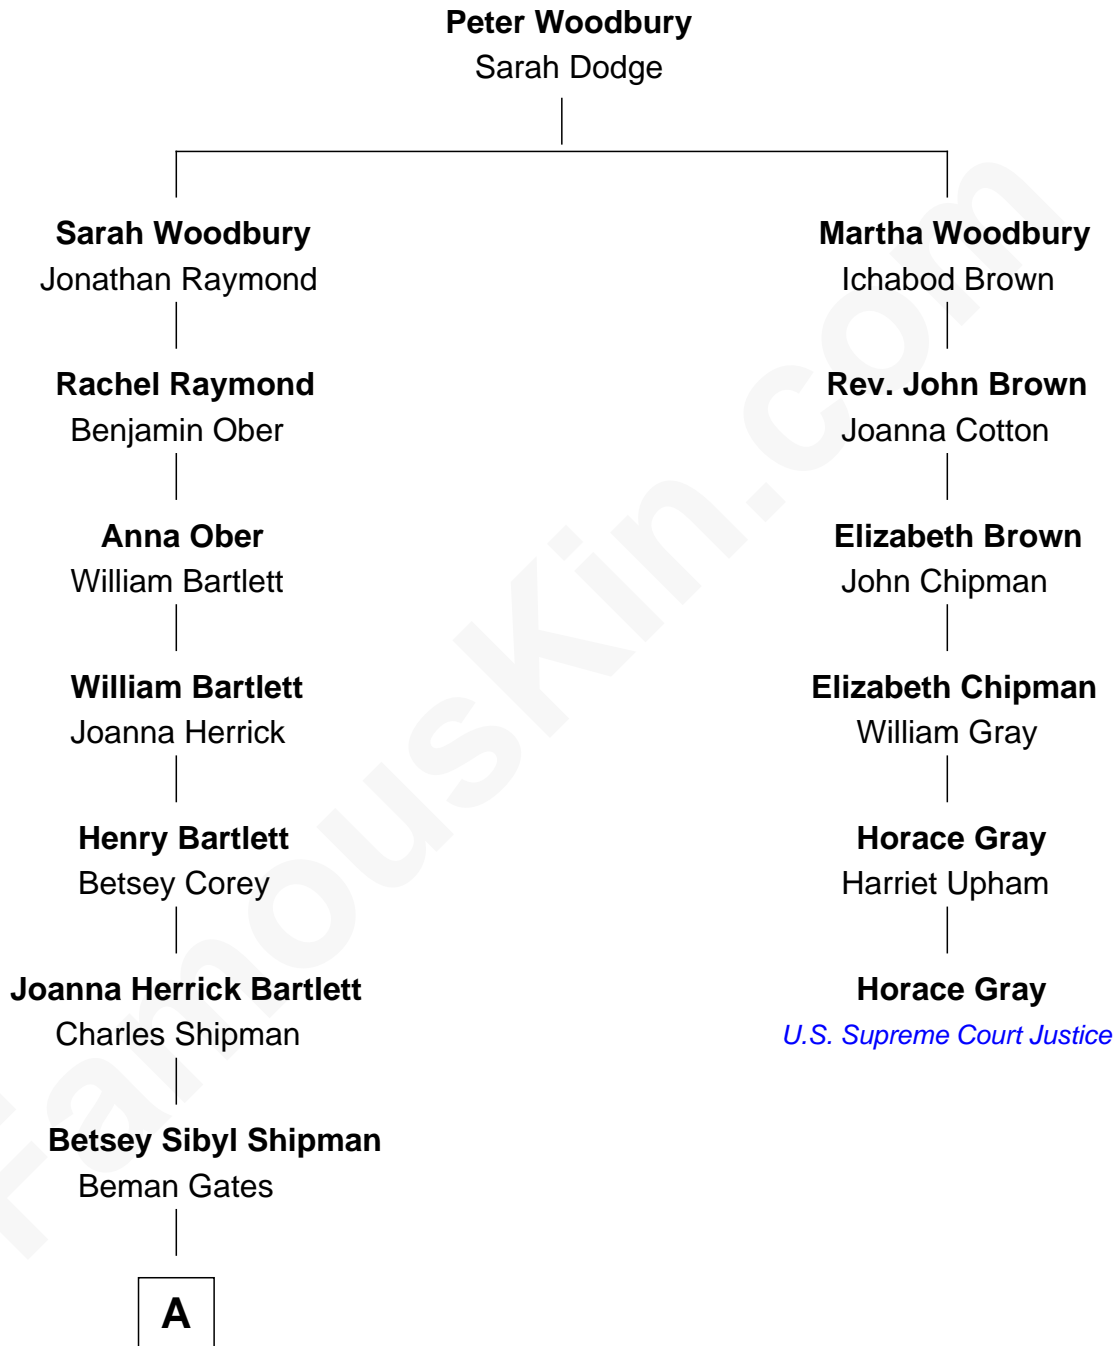 Peter Woodbury
Sarah Dodge
Sarah Woodbury
Jonathan Raymond
Martha Woodbury
Ichabod Brown
Rachel Raymond
Benjamin Ober
Rev. John Brown
Joanna Cotton
Anna Ober
William Bartlett
Elizabeth Brown
John Chipman
William Bartlett
Joanna Herrick
Elizabeth Chipman
William Gray
Henry Bartlett
Betsey Corey
Horace Gray
Harriet Upham
Joanna Herrick Bartlett
Charles Shipman
Horace Gray
U.S. Supreme Court Justice
Betsey Sibyl Shipman
Beman Gates
A
FamousKin.com